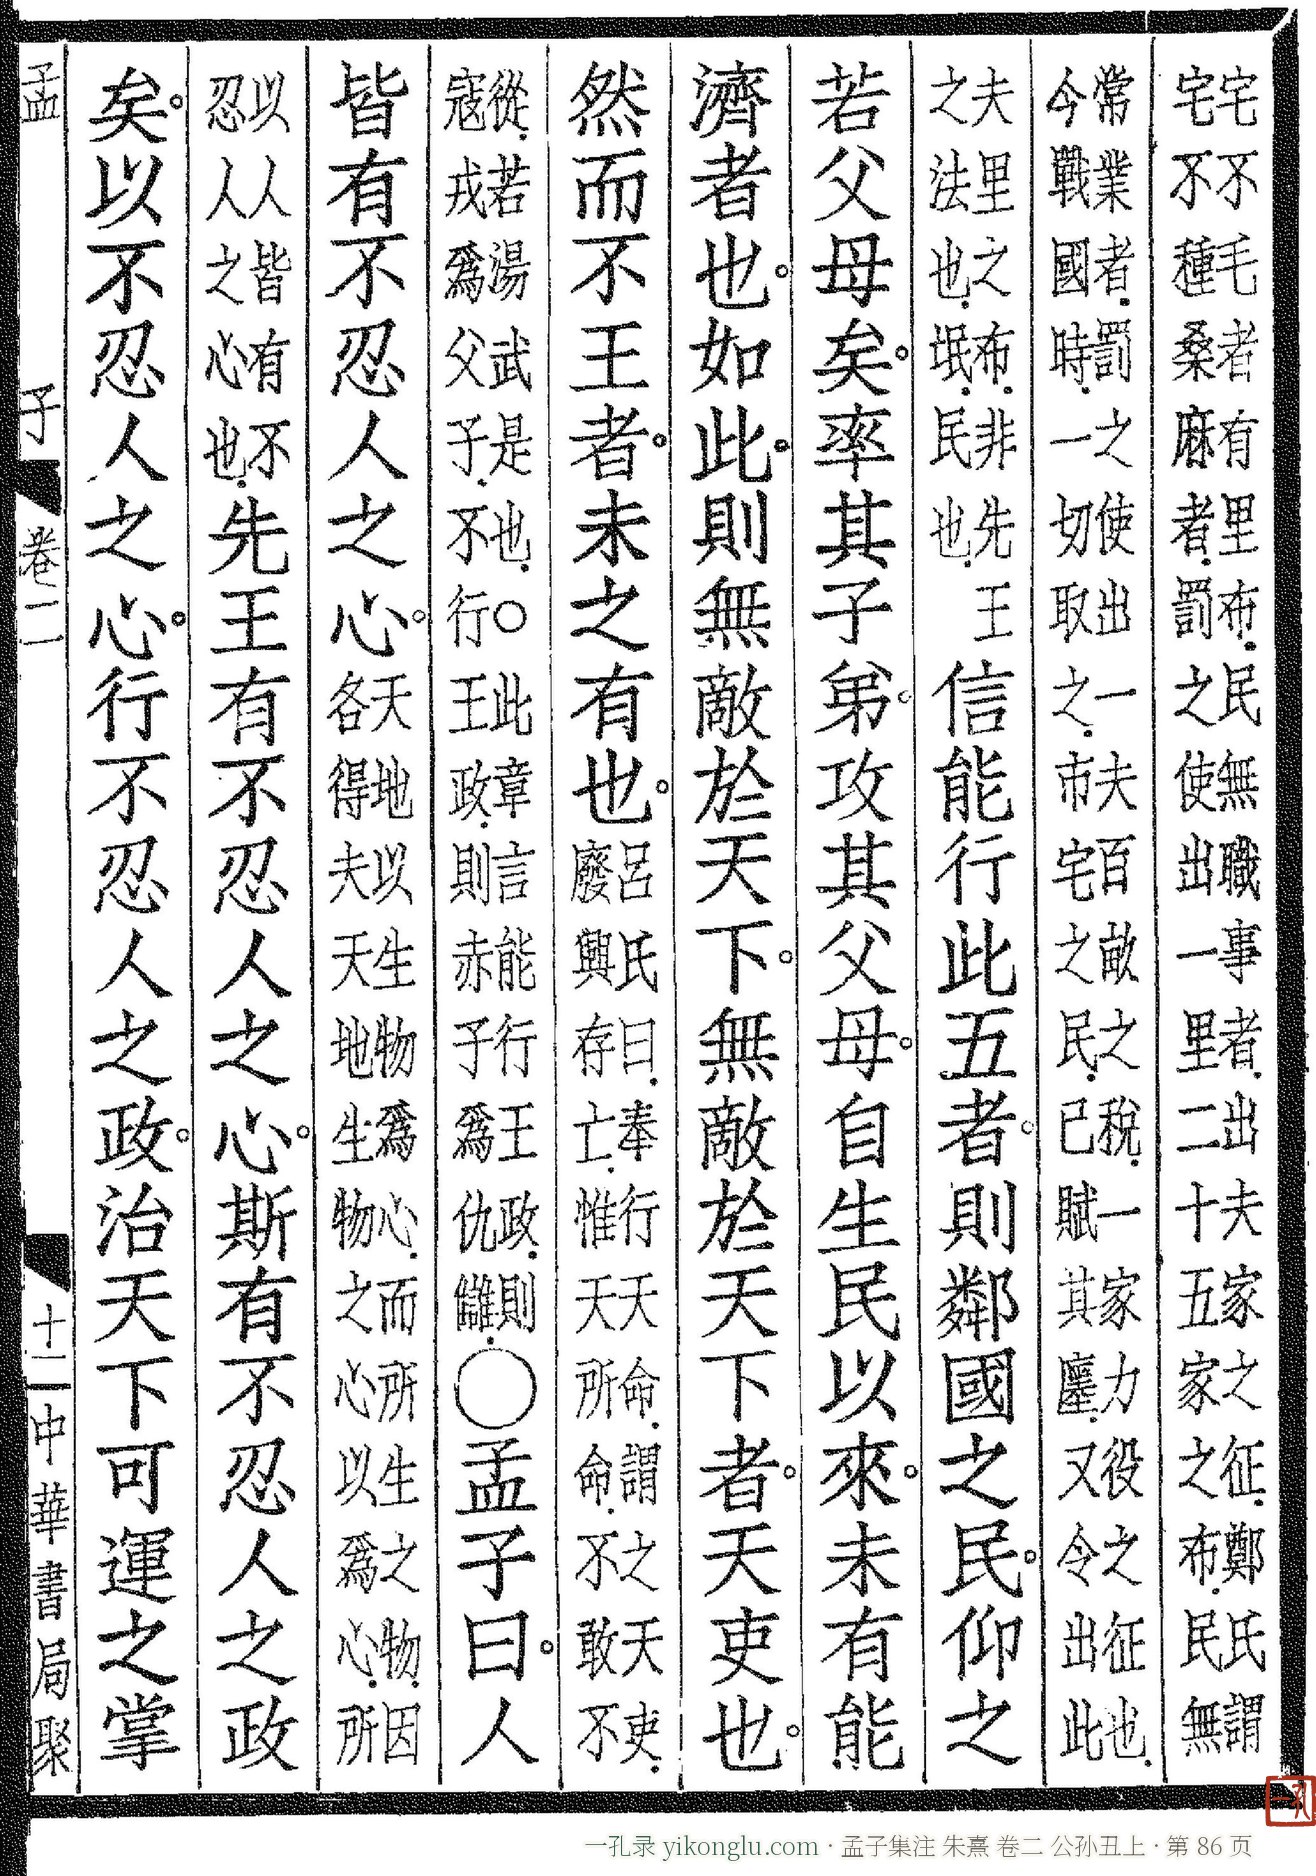 宅不毛者有里布民無職事者出夫家之征鄭氏謂
宅不種桑麻者罰之使出一里二十五家之布民無
常業者罰之使出一夫百畝之稅一家力役之征也
今戰國時一切取之市宅之民已賦其廛又令出此
夫里之布非先王
之法也氓民也
信能行此五者則鄰國之民仰之
若父母矣率其子弟攻其父母自生民以來未有能
濟者也如此則無敵於天下無敵於天下者天吏也
然而不王者未之有也
呂氏曰奉行天命謂之天吏
廢興存亡惟天所命不敢不
從若湯武是也○此章言能行王政則
寇戎爲父子不行王政則赤子爲仇讎
○孟子曰人
皆有不忍人之心
天地以生物爲心而所生之物因
各得夫天地生物之心以爲心所
以人皆有不
忍人之心也
先王有不忍人之心斯有不忍人之政
矣以不忍人之心行不忍人之政治天下可運之掌
孟子 卷二 十一 中華書局聚
一孔
一孔录 yikonglu.com · 孟子集注 朱熹 卷二 公孙丑上 · 第 86 页